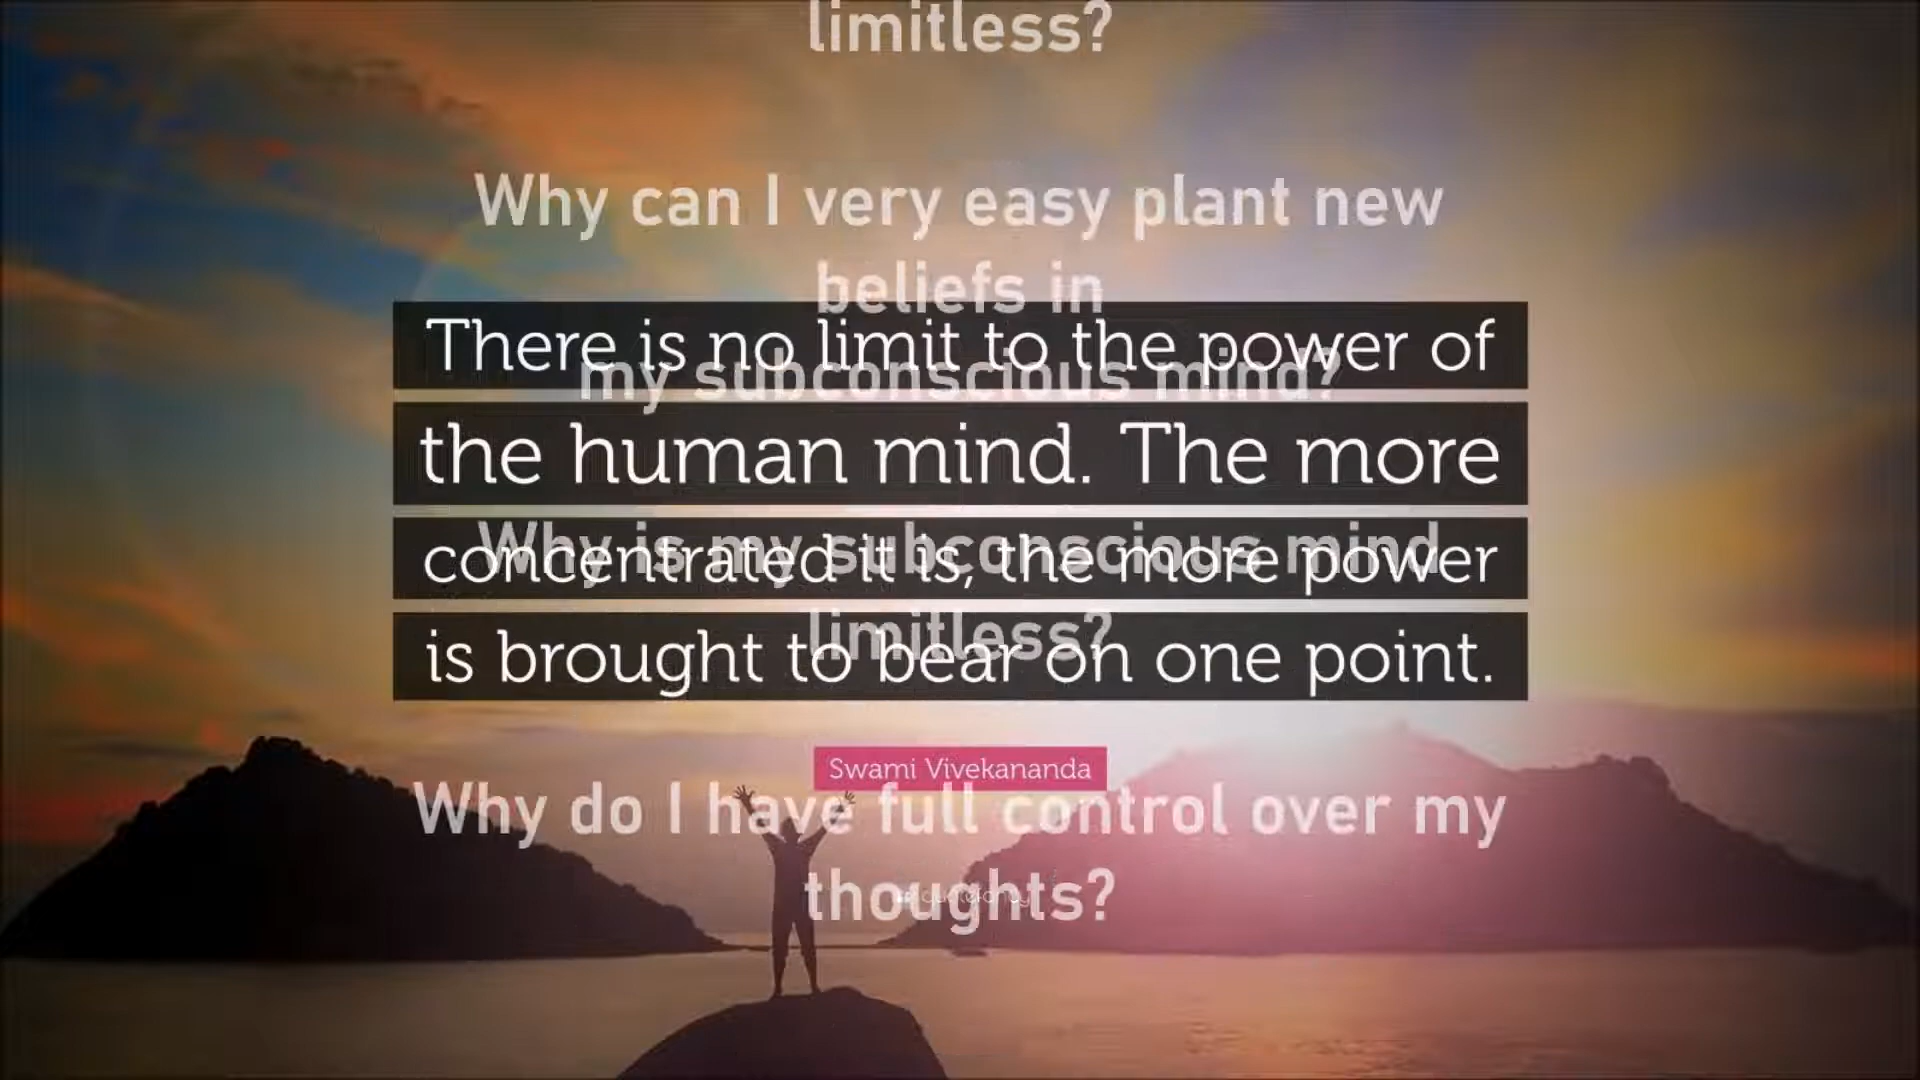 limitless?
Why can I very easy plant new
beliefs in
There is no limit to the power of
my subconscious mind?
the human mind. The more
Why is my subconscious mind
concentrated it is, the more power
limitless?
is brought to bear on one point.
Swami Vivekananda
Why do I have full control over my
thoughts?
quotefancy